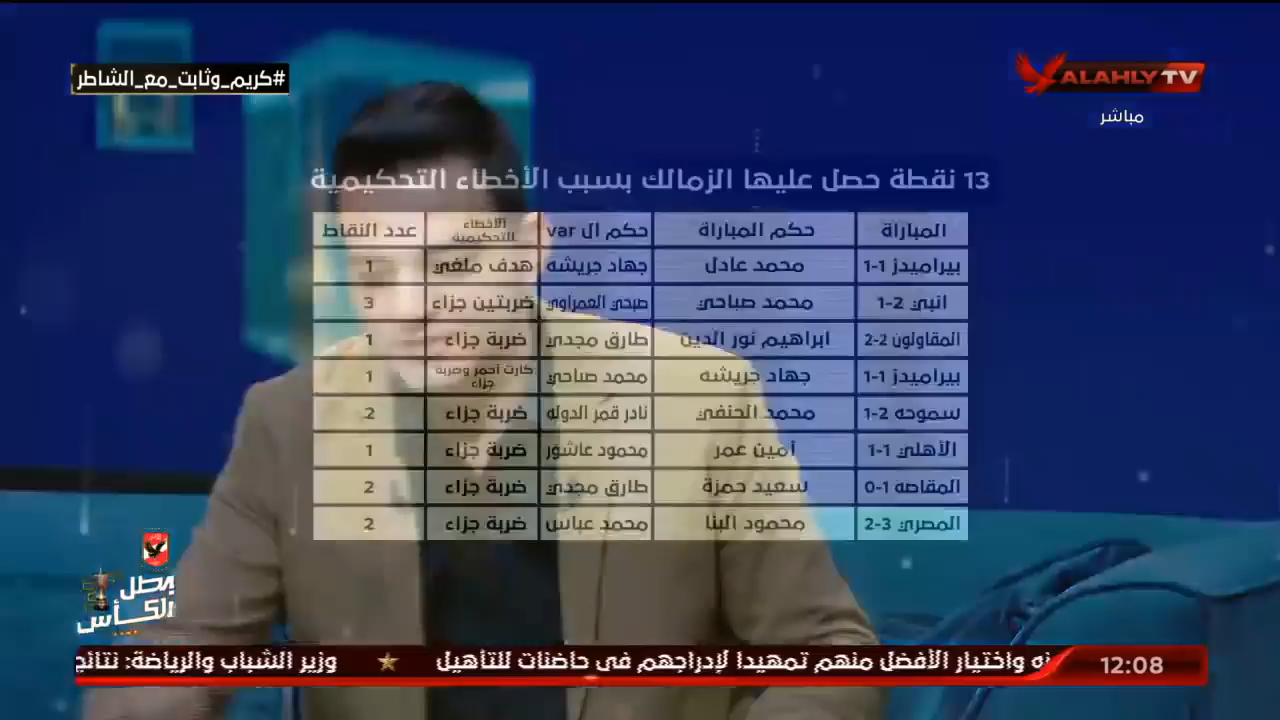 #كريم_وثابت_مع_الشاطر
ALAHLY TV
مباشر
13 نقطة حصل عليها الزمالك بسبب الأخطاء التحكيمية
المباراة حكم المباراة حكم ال var الأخطاء التحكيمية عدد النقاط
بيراميدز 1-1 محمد عادل جهاد جريشه هدف ملغي 1
انبي 2-1 محمد صباحي صبحي العمراوي ضربتين جزاء 3
المقاولون 2-2 ابراهيم نور الدين طارق مجدي ضربة جزاء 1
بيراميدز 1-1 جهاد جريشه محمد صباحي كارت أحمر وضربة جزاء 1
سموحه 2-1 محمد الحنفي نادر قمر الدوله ضربة جزاء 2
الأهلي 1-1 أمين عمر محمود عاشور ضربة جزاء 1
المقاصه 1-0 سعيد حمزة طارق مجدي ضربة جزاء 2
المصري 3-2 محمود البنا محمد عباس ضربة جزاء 2
بطل
الكأس
واختيار الأفضل منهم تمهيدا لإدراجهم في حاضنات للتأهيل ★ وزير الشباب والرياضة: نتائج
12:08